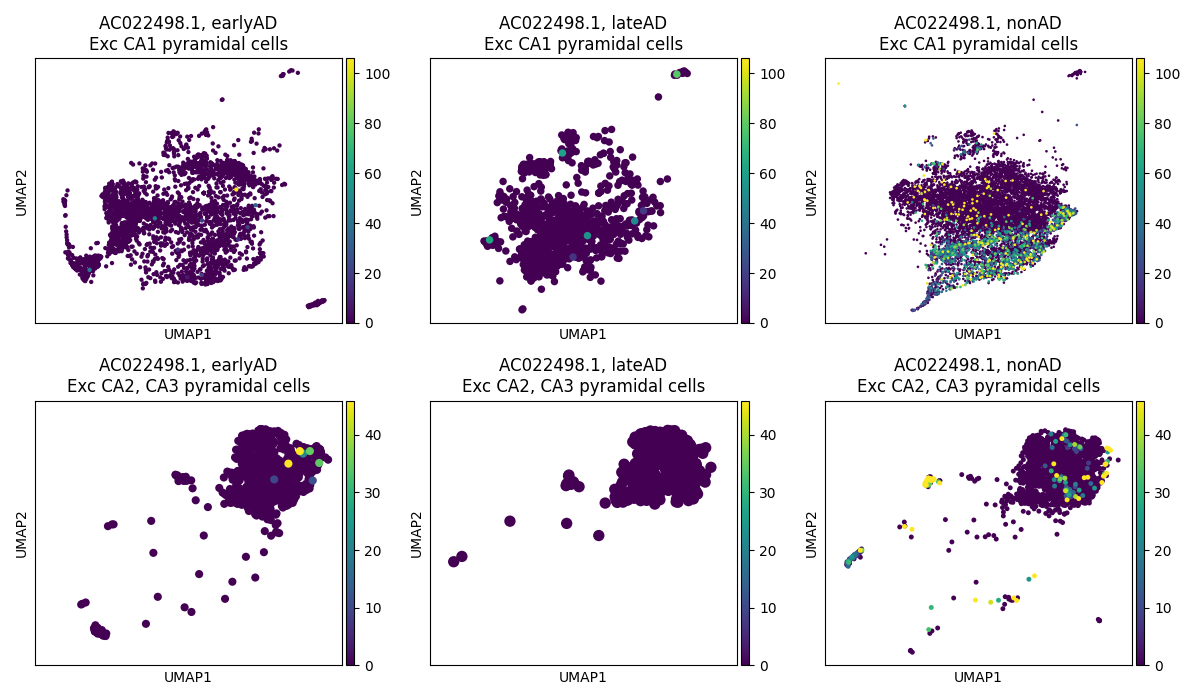 AC022498.1, earlyAD
Exc CA1 pyramidal cells
UMAP2
UMAP1
100
80
60
40
20
0
AC022498.1, lateAD
Exc CA1 pyramidal cells
UMAP2
UMAP1
100
80
60
40
20
0
AC022498.1, nonAD
Exc CA1 pyramidal cells
UMAP2
UMAP1
100
80
60
40
20
0
AC022498.1, earlyAD
Exc CA2, CA3 pyramidal cells
UMAP2
UMAP1
40
30
20
10
0
AC022498.1, lateAD
Exc CA2, CA3 pyramidal cells
UMAP2
UMAP1
40
30
20
10
0
AC022498.1, nonAD
Exc CA2, CA3 pyramidal cells
UMAP2
UMAP1
40
30
20
10
0